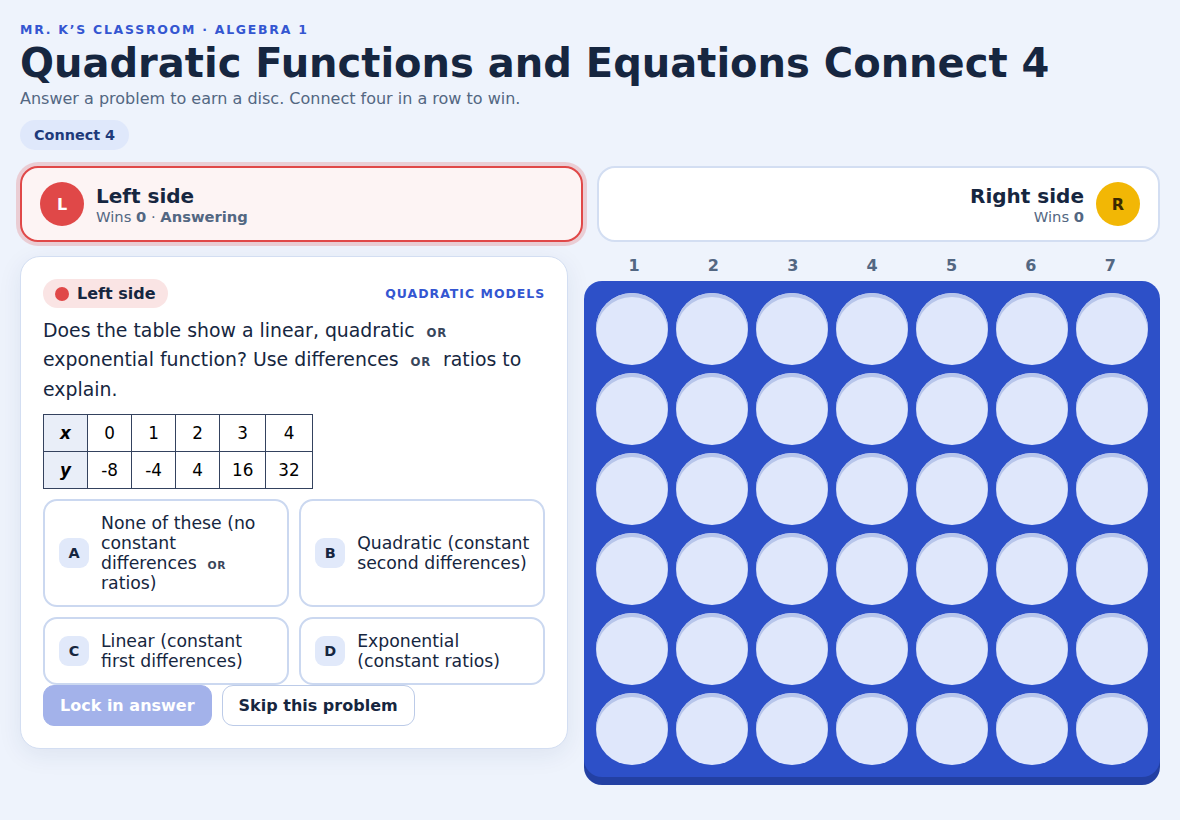 MR. K’S CLASSROOM · ALGEBRA 1
Quadratic Functions and Equations Connect 4
Answer a problem to earn a disc. Connect four in a row to win.
Connect 4
L
Left side
Wins 0 · Answering
Right side
Wins 0
R
Left side
QUADRATIC MODELS
Does the table show a linear, quadratic OR
exponential function? Use differences OR ratios to
explain.
x 0 1 2 3 4
y -8 -4 4 16 32
A
None of these (no
constant
differences OR
ratios)
B
Quadratic (constant
second differences)
C
Linear (constant
first differences)
D
Exponential
(constant ratios)
Lock in answer
Skip this problem
1 2 3 4 5 6 7